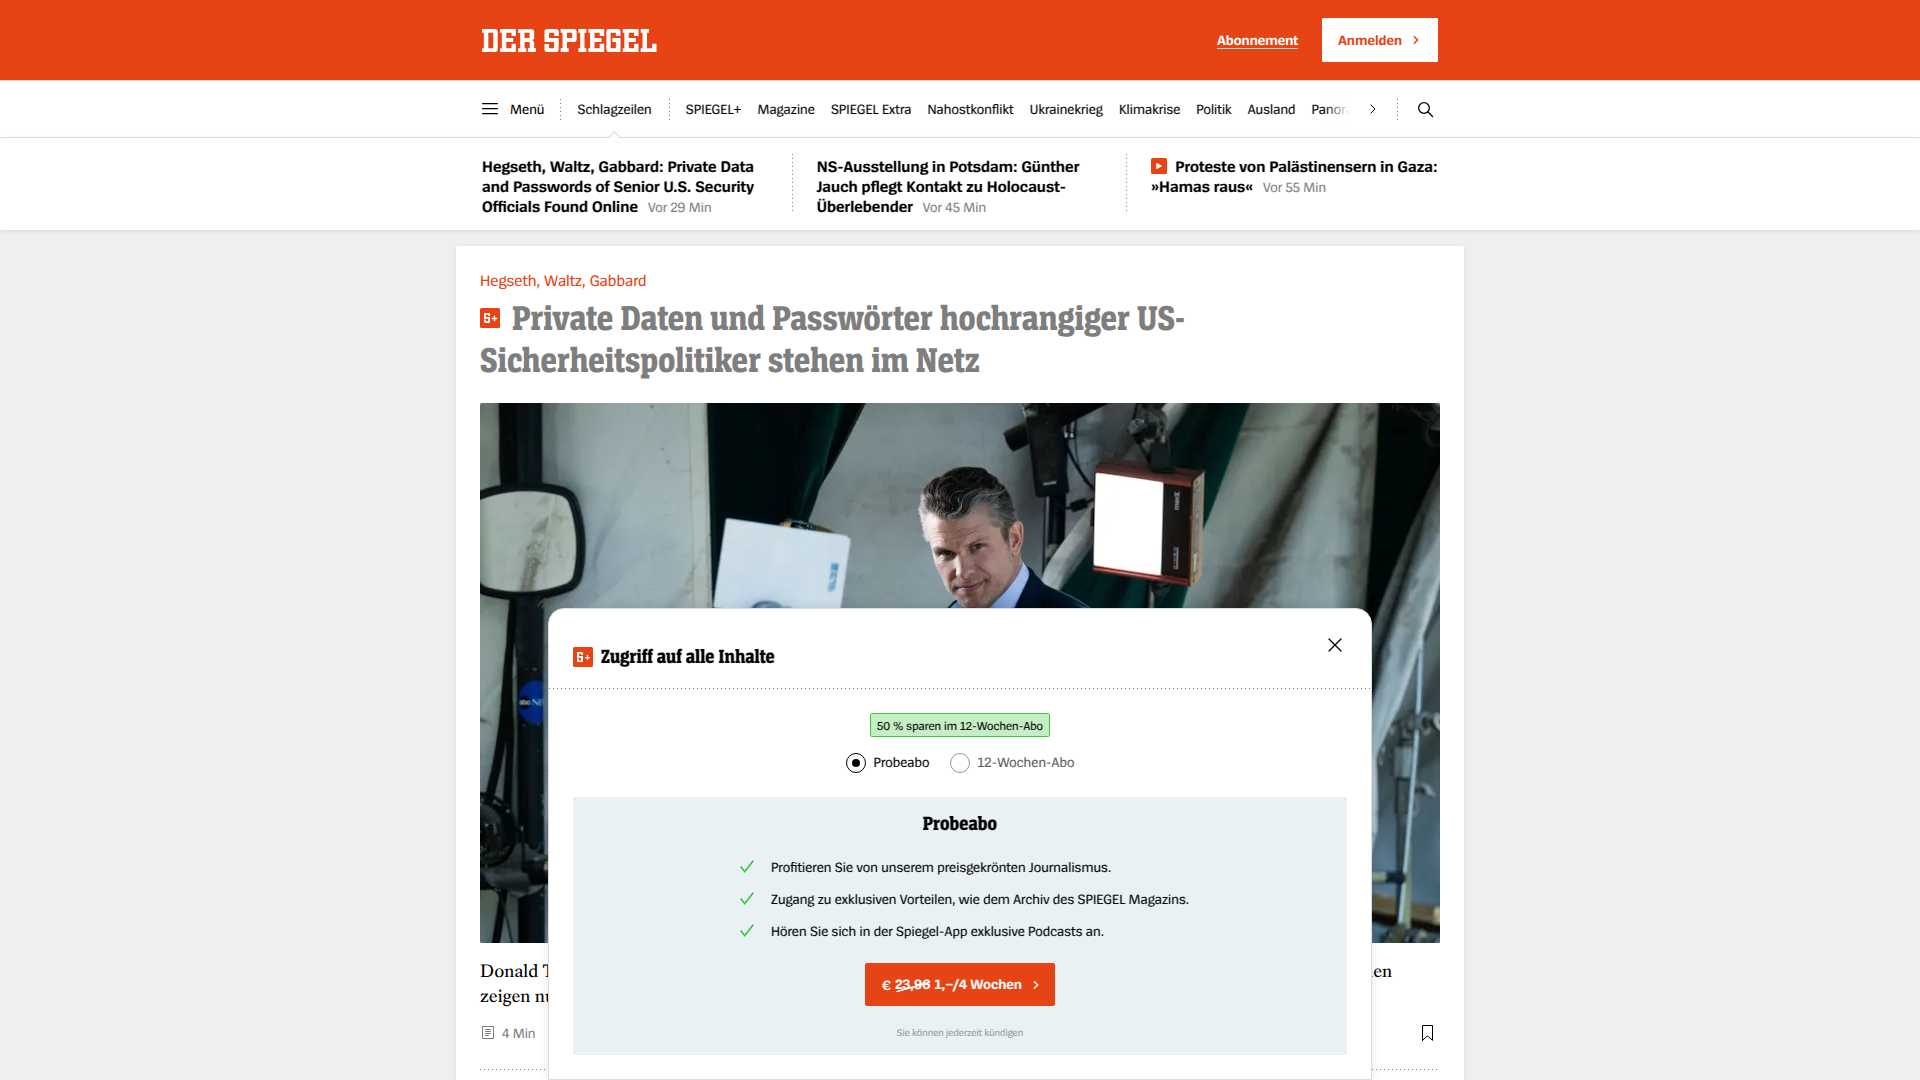 DER SPIEGEL
Abonnement
Anmelden
Menü
Schlagzeilen
SPIEGEL+
Magazine
SPIEGEL Extra
Nahostkonflikt
Ukrainekrieg
Klimakrise
Politik
Ausland
Hegseth, Waltz, Gabbard: Private Data
and Passwords of Senior U.S. Security
Officials Found Online Vor 29 Min
NS-Ausstellung in Potsdam: Günther
Jauch pflegt Kontakt zu Holocaust-
Überlebender Vor 45 Min
Proteste von Palästinensern in Gaza:
»Hamas raus« Vor 55 Min
Hegseth, Waltz, Gabbard
Private Daten und Passwörter hochrangiger US-
Sicherheitspolitiker stehen im Netz
abc
Zugriff auf alle Inhalte
50 % sparen im 12-Wochen-Abo
Probeabo
12-Wochen-Abo
Probeabo
Profitieren Sie von unserem preisgekrönten Journalismus.
Zugang zu exklusiven Vorteilen, wie dem Archiv des SPIEGEL Magazins.
Hören Sie sich in der Spiegel-App exklusive Podcasts an.
€ 23,96 1,–/4 Wochen
Sie können jederzeit kündigen
Donald
zeigen
4 Min